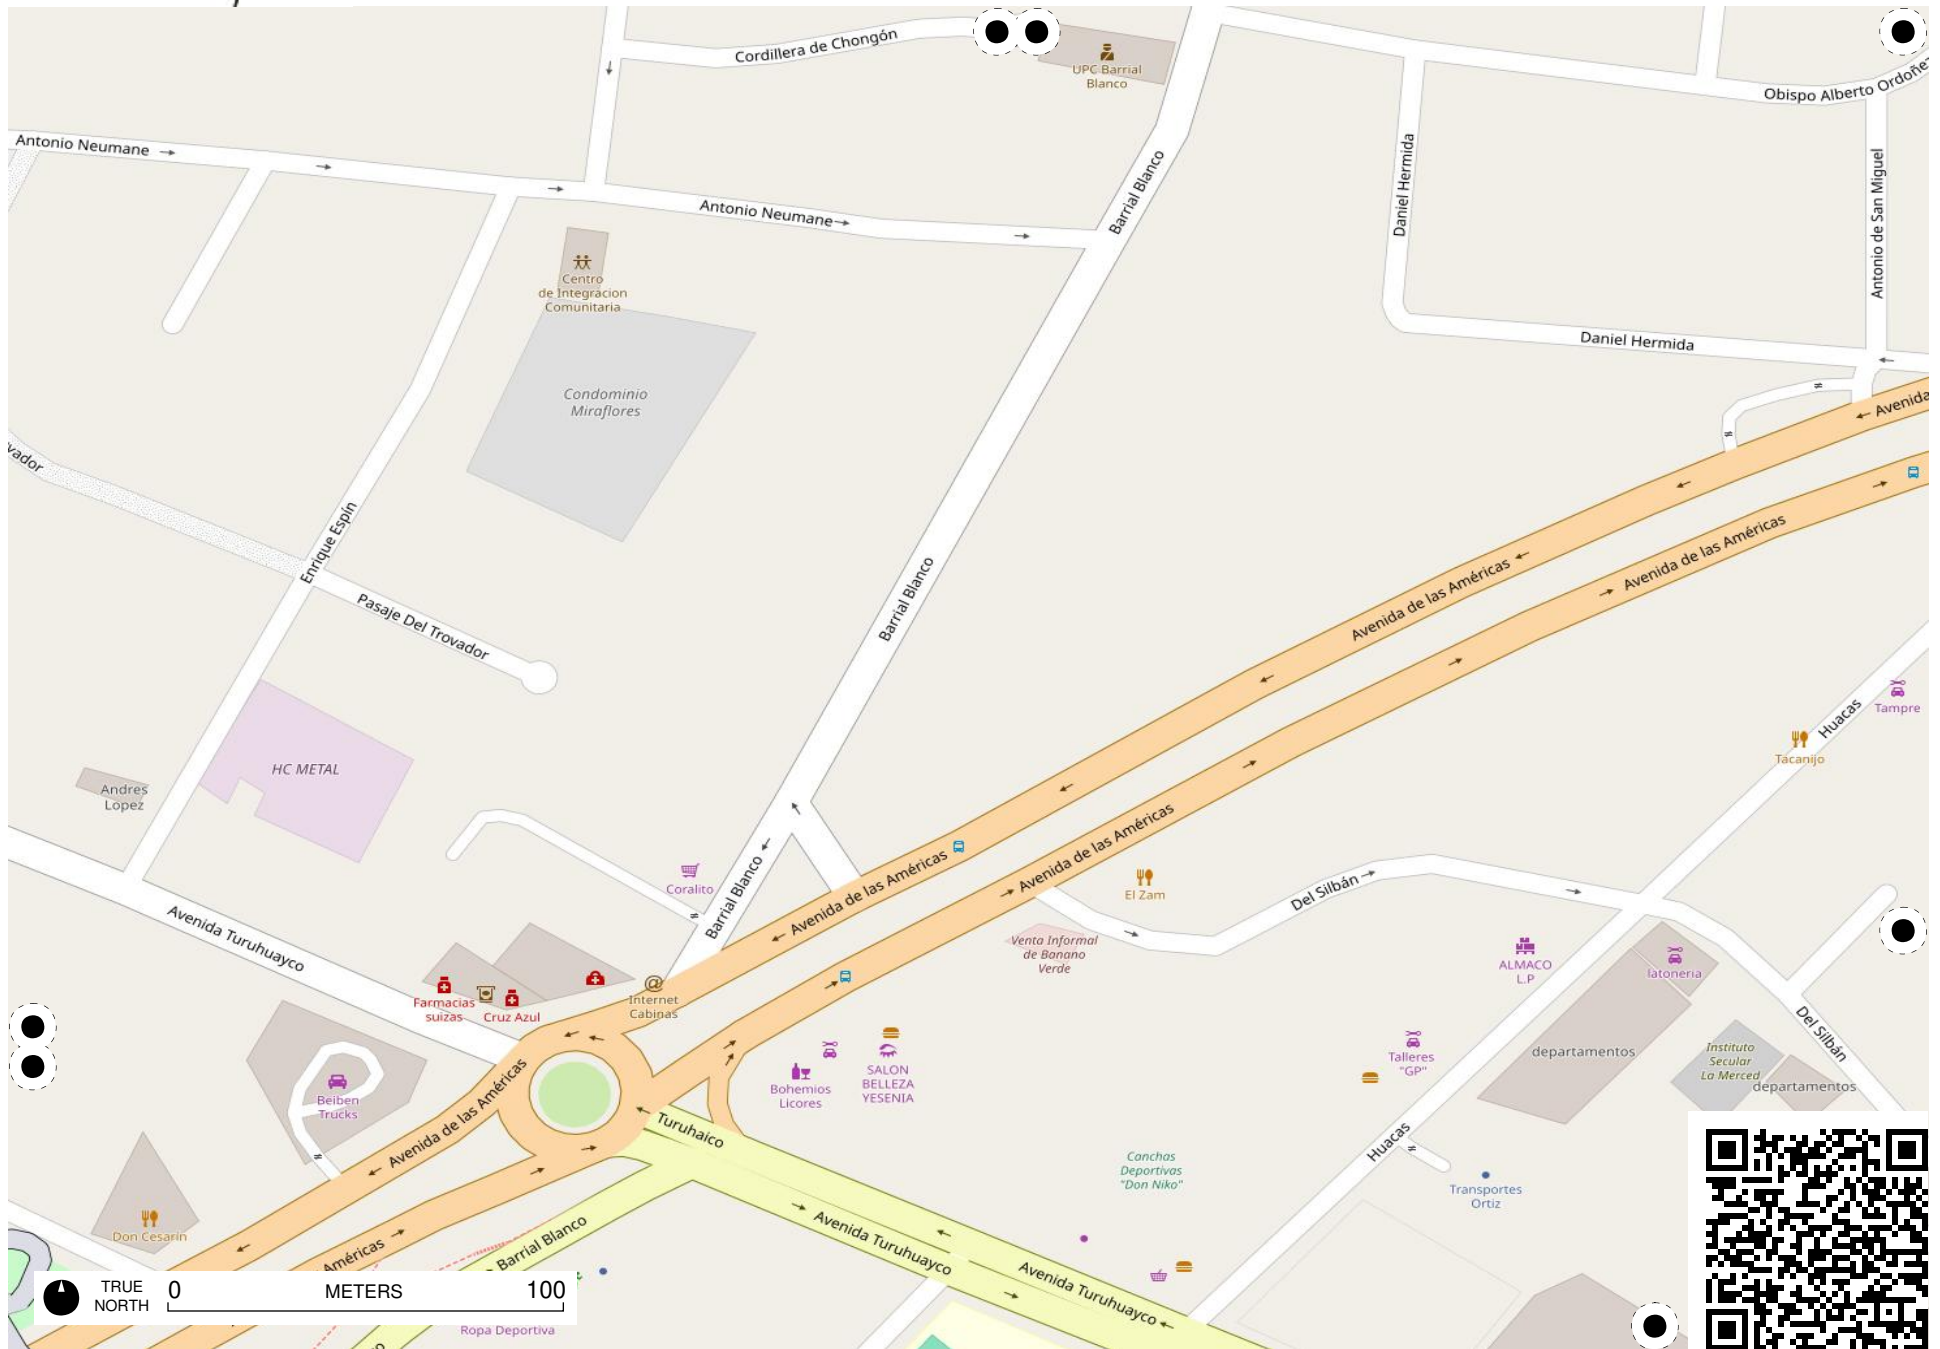 Cordillera de Chongón
UPC Barrial
Blanco
Obispo Alberto Ordoñez
Antonio Neumane
Antonio Neumane
Barrial Blanco
Daniel Hermida
Antonio de San Miguel
Centro
de Integracion
Comunitaria
Daniel Hermida
Condominio
Miraflores
Avenida
vador
Enrique Espín
Avenida de las Américas
Avenida de las Américas
Barrial Blanco
Pasaje Del Trovador
Huacas
Tampre
Tacanijo
HC METAL
Andres
Lopez
Avenida de las Américas
Avenida de las Américas
Coralito
Barrial Blanco
El Zam
Del Silbán
Avenida Turuhuayco
Venta Informal
de Banano
Verde
ALMACO
L.P
latoneria
@
Internet
Cabinas
Farmacias
suizas
Cruz Azul
Del Silbán
departamentos
Instituto
Secular
La Merced
departamentos
Talleres
"GP"
SALON
BELLEZA
YESENIA
Bohemios
Licores
Beiben
Trucks
Avenida de las Américas
Turuhaico
Huacas
Canchas
Deportivas
"Don Niko"
Transportes
Ortiz
Don Cesarin
Américas
Barrial Blanco
Avenida Turuhuayco
Avenida Turuhuayco
TRUE
NORTH
0 METERS 100
Ropa Deportiva